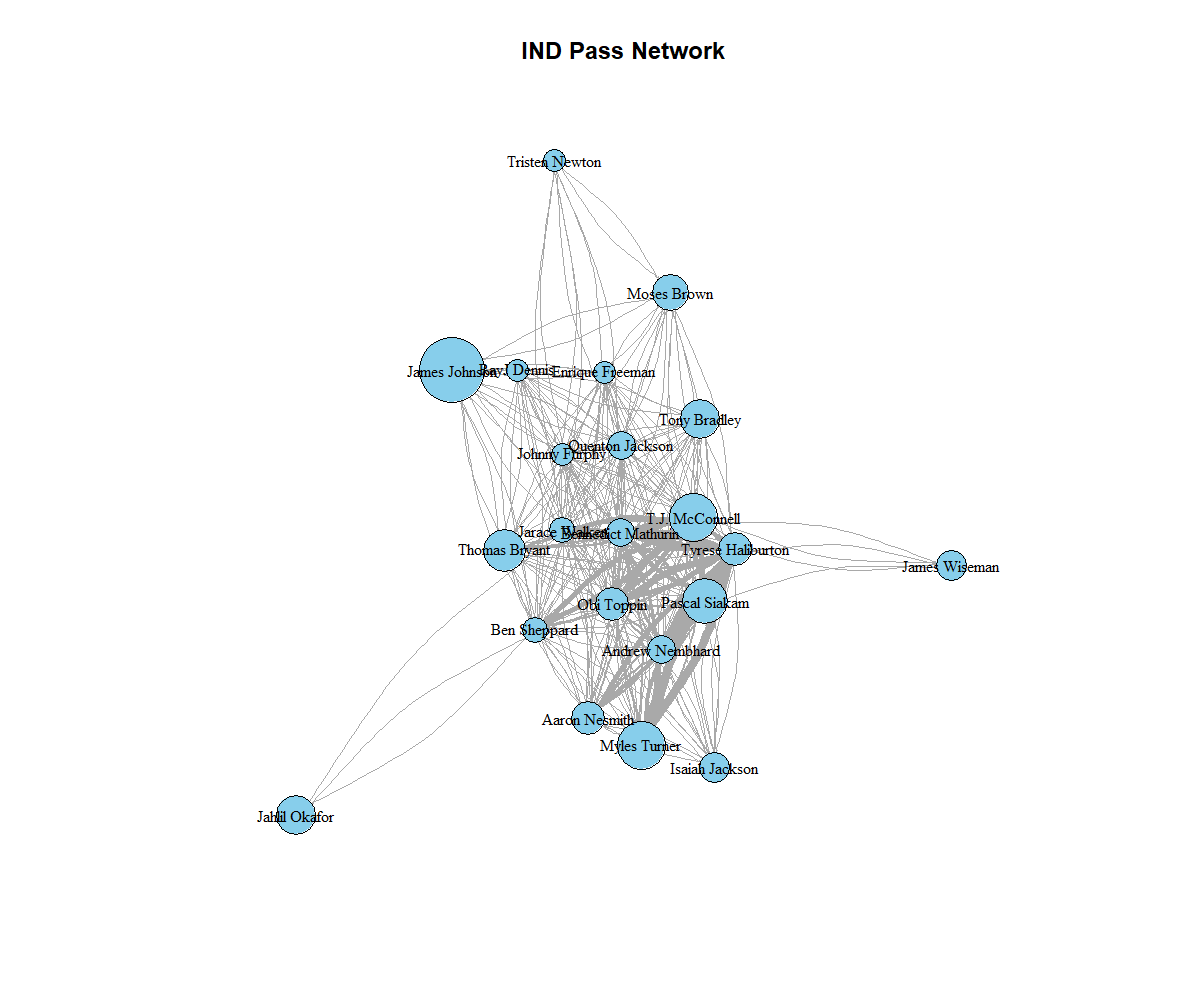 IND Pass Network
Tristen Newton
Moses Brown
James Johnson
RayJ Dennis
Enrique Freeman
Tony Bradley
Quenton Jackson
Johnny Furphy
T.J. McConnell
Jarace Walker
Bennedict Mathurin
Thomas Bryant
Tyrese Haliburton
James Wiseman
Obi Toppin
Pascal Siakam
Ben Sheppard
Andrew Nembhard
Aaron Nesmith
Myles Turner
Isaiah Jackson
Jahlil Okafor